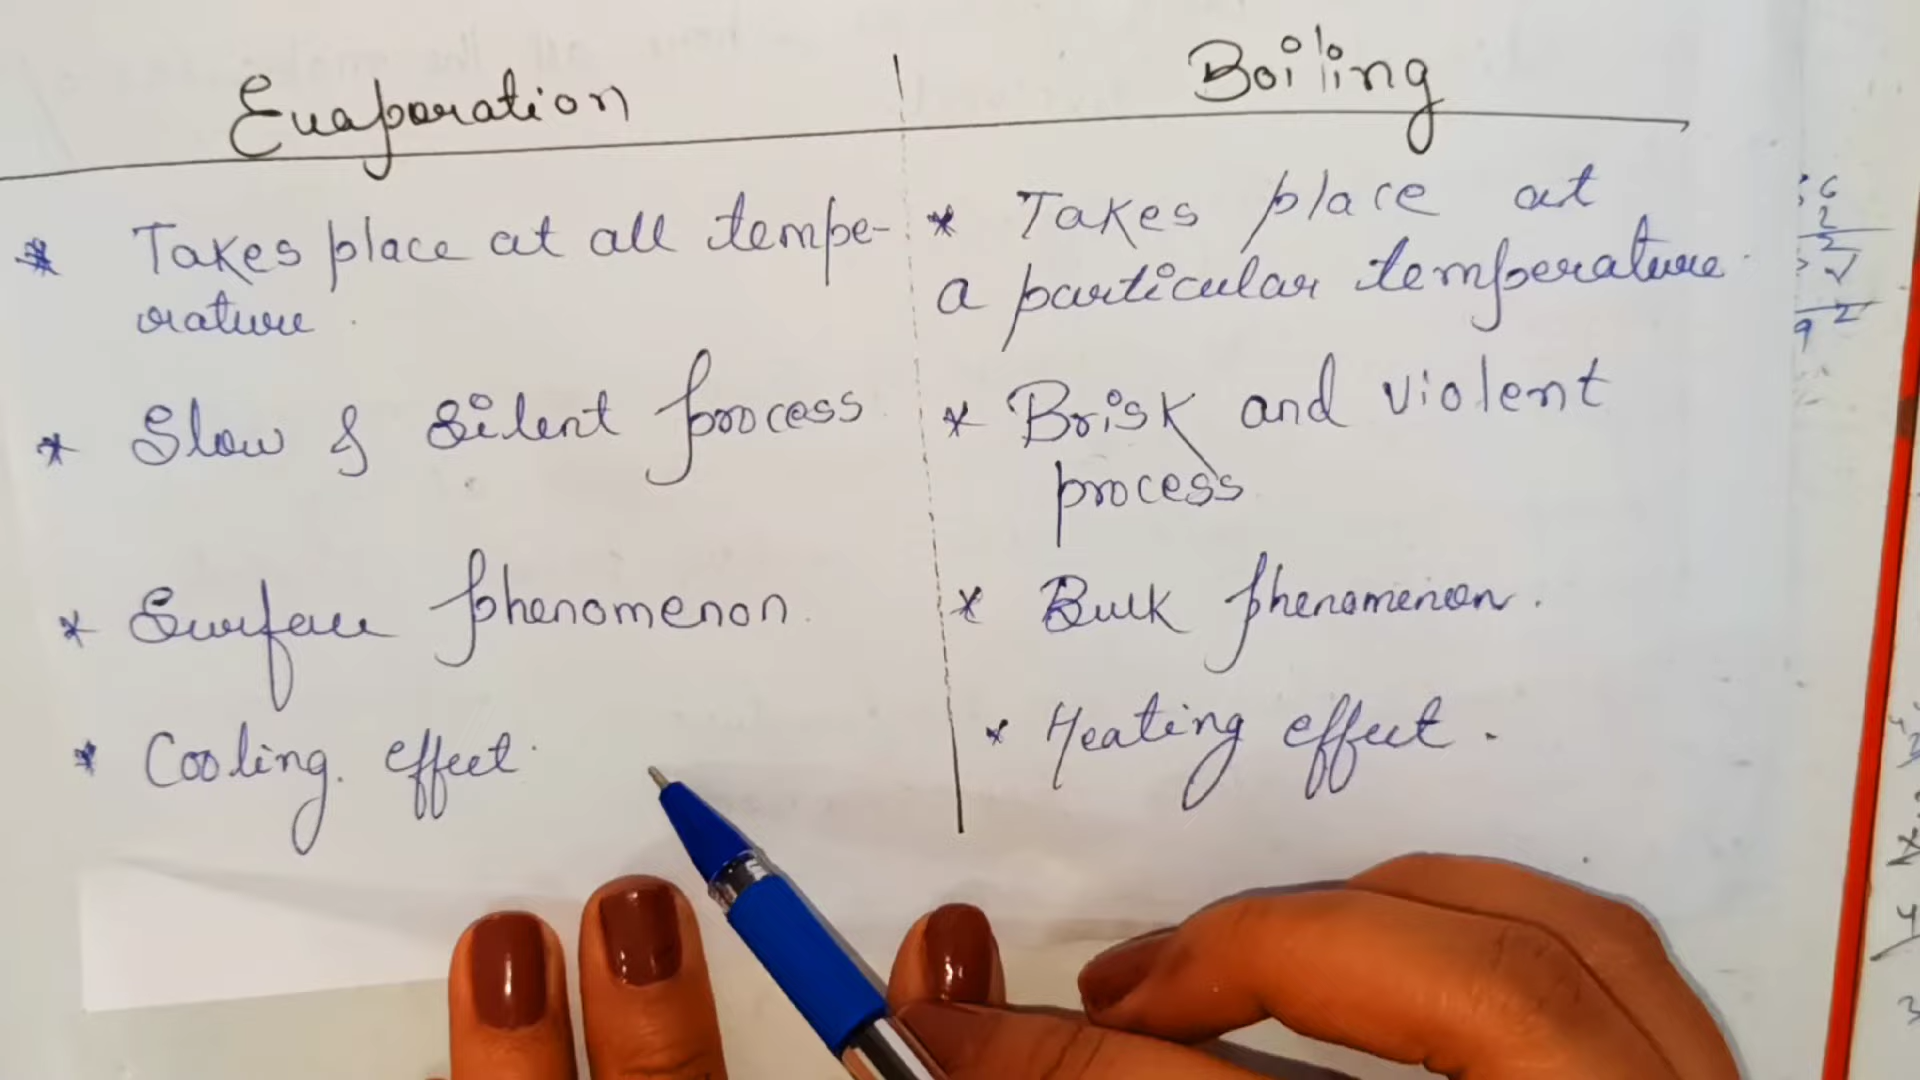 Evaporation
Takes place at all tempe-
rature.
* Slow & Silent process
* Surface phenomenon.
* Cooling. effect.
Boiling
* Takes place at
a particular temperature.
* Brisk and violent
process
* Bulk phenomenon.
* Heating effect.